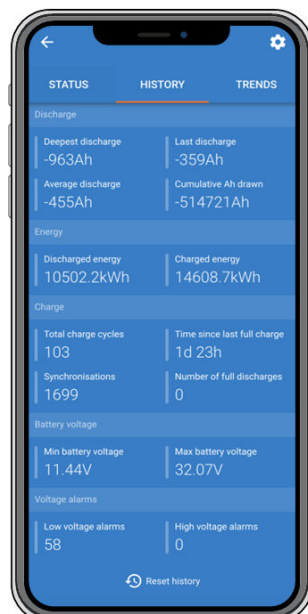 STATUS HISTORY TRENDS
Discharge
Deepest discharge Last discharge
-963Ah -359Ah
Average discharge Cumulative Ah drawn
-455Ah -514721Ah
Energy
Discharged energy Charged energy
10502.2kWh 14608.7kWh
Charge
Total charge cycles Time since last full charge
103 1d 23h
Synchronisations Number of full discharges
1699 0
Battery voltage
Min battery voltage Max battery voltage
11.44V 32.07V
Voltage alarms
Low voltage alarms High voltage alarms
58 0
Reset history